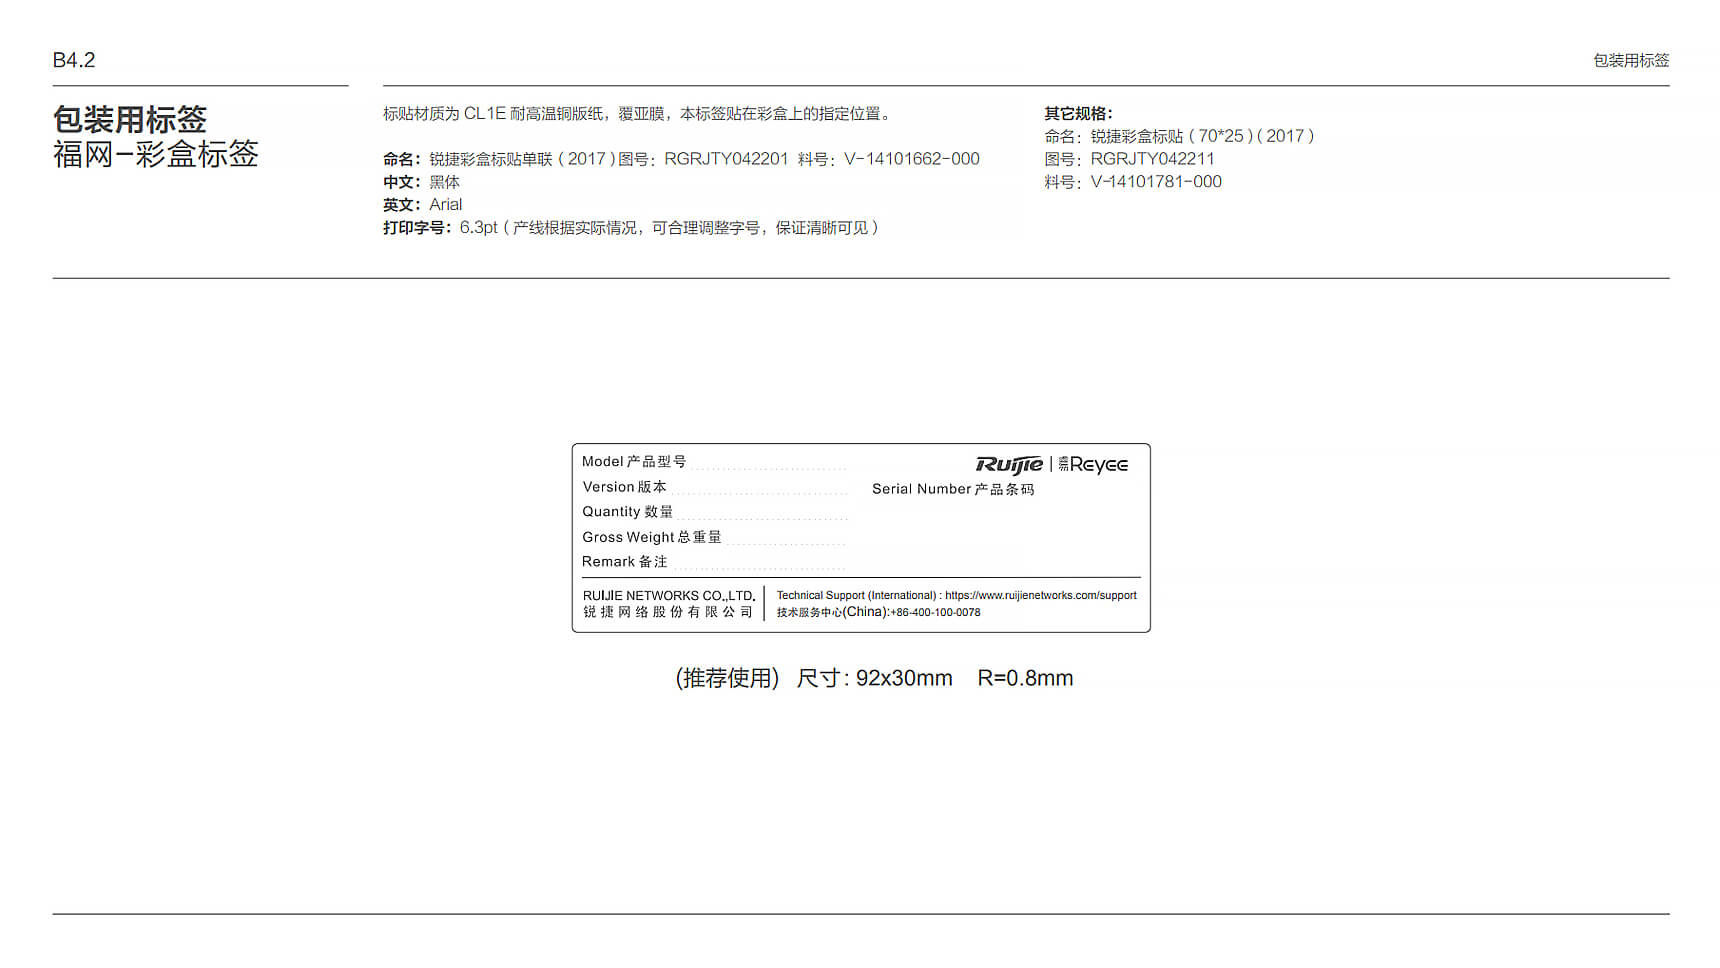 B4.2
包装用标签
包装用标签
福网-彩盒标签
标贴材质为 CL1E 耐高温铜版纸，覆亚膜，本标签贴在彩盒上的指定位置。
命名：锐捷彩盒标贴单联（2017）图号：RGRJTY042201 料号：V-14101662-000
中文：黑体
英文：Arial
打印字号：6.3pt（产线根据实际情况，可合理调整字号，保证清晰可见）
其它规格：
命名：锐捷彩盒标贴（70*25）（2017）
图号：RGRJTY042211
料号：V-14101781-000
Model 产品型号
Ruijie | 睿易 Reyee
Version 版本
Serial Number 产品条码
Quantity 数量
Gross Weight 总重量
Remark 备注
RUIJIE NETWORKS CO.,LTD.
锐捷网络股份有限公司
Technical Support (International) : https://www.ruijienetworks.com/support
技术服务中心(China):+86-400-100-0078
(推荐使用) 尺寸: 92x30mm R=0.8mm